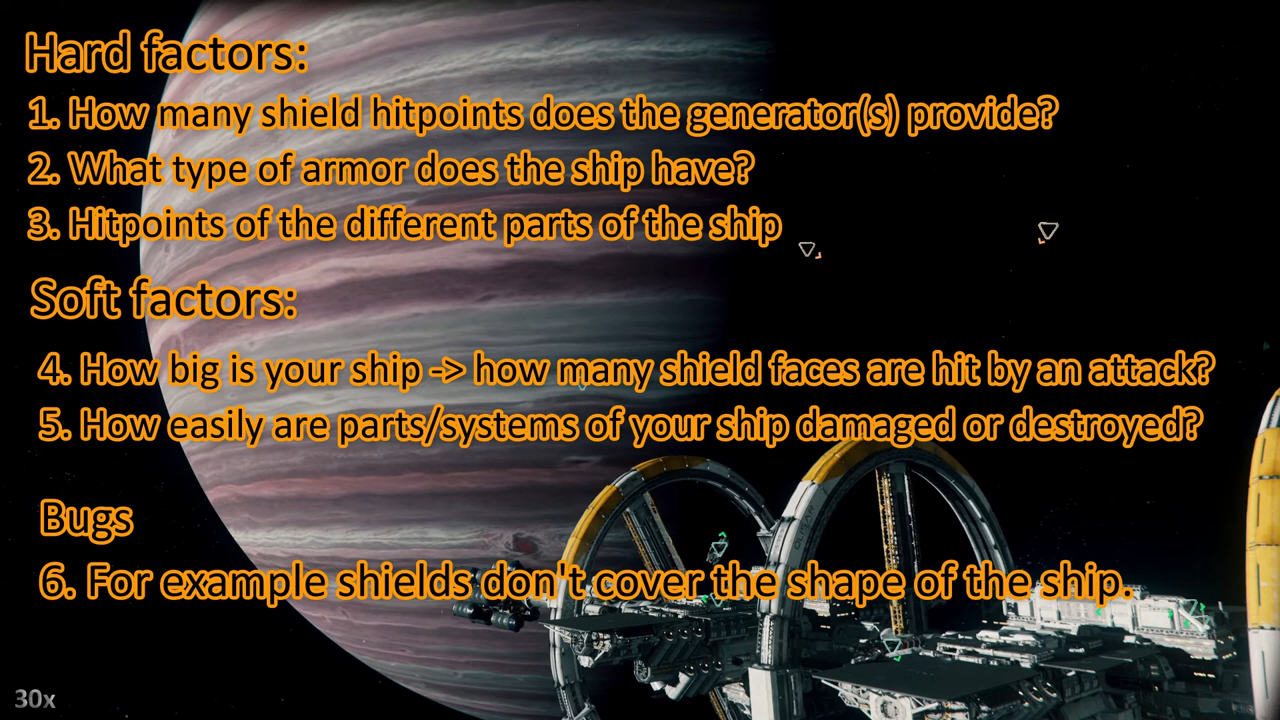 Hard factors:
1. How many shield hitpoints does the generator(s) provide?
2. What type of armor does the ship have?
3. Hitpoints of the different parts of the ship
Soft factors:
4. How big is your ship -> how many shield faces are hit by an attack?
5. How easily are parts/systems of your ship damaged or destroyed?
Bugs
6. For example shields don't cover the shape of the ship.
30x